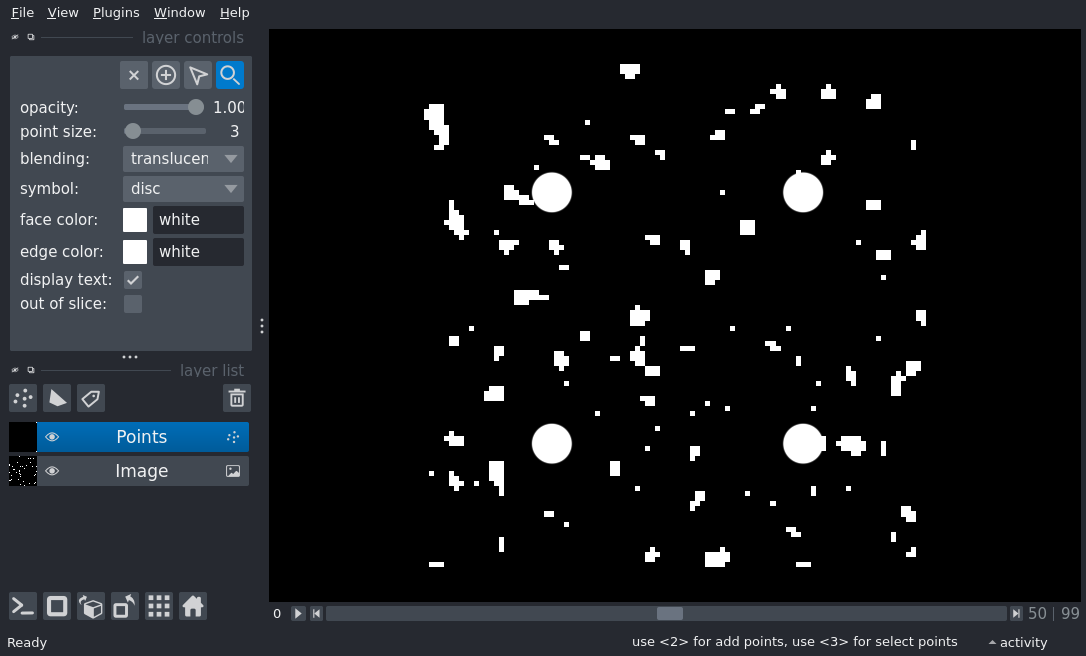 File View Plugins Window Help
layer controls
opacity: 1.00
point size: 3
blending: translucen
symbol: disc
face color: white
edge color: white
display text:
out of slice:
layer list
Points
Image
0 50 | 99
Ready use <2> for add points, use <3> for select points activity